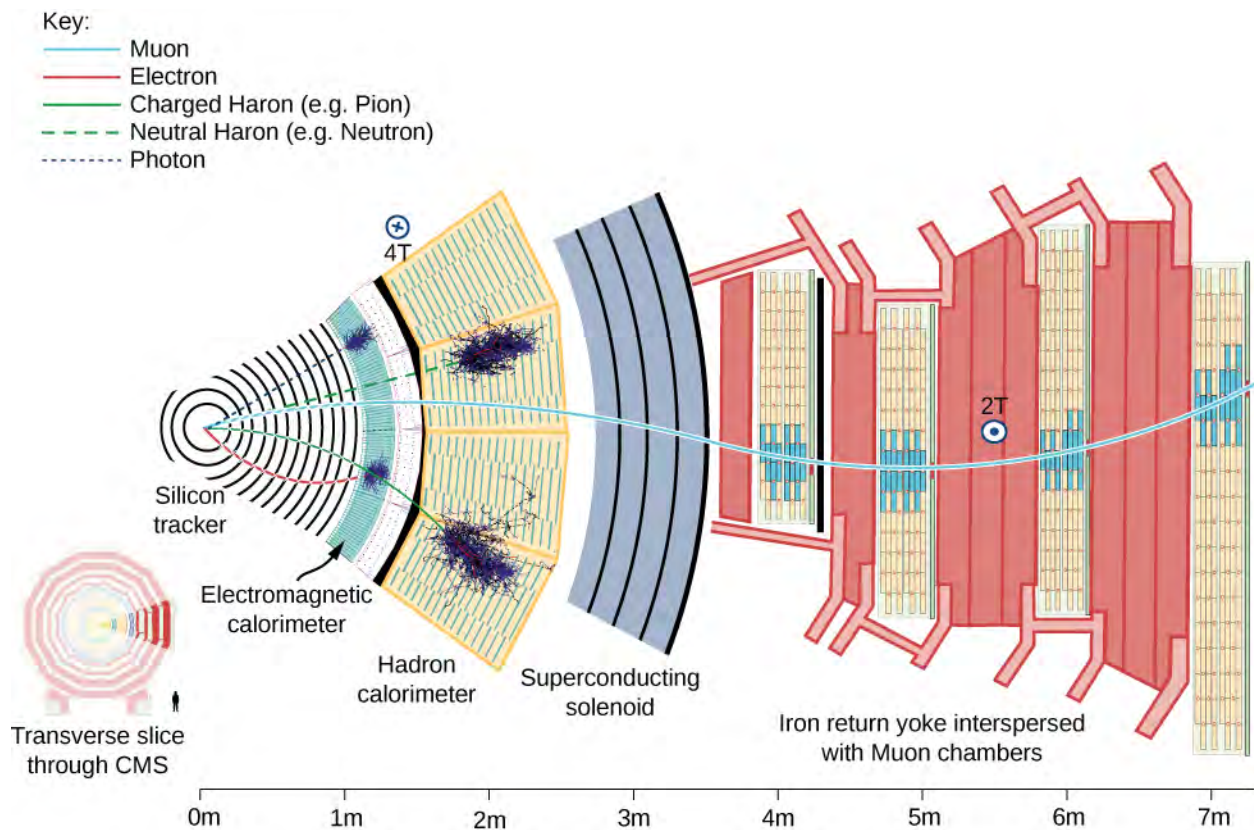 Key:
Muon
Electron
Charged Haron (e.g. Pion)
Neutral Haron (e.g. Neutron)
Photon
4T
2T
Silicon
tracker
Electromagnetic
calorimeter
Hadron
calorimeter
Superconducting
solenoid
Iron return yoke interspersed
with Muon chambers
Transverse slice
through CMS
0m 1m 2m 3m 4m 5m 6m 7m